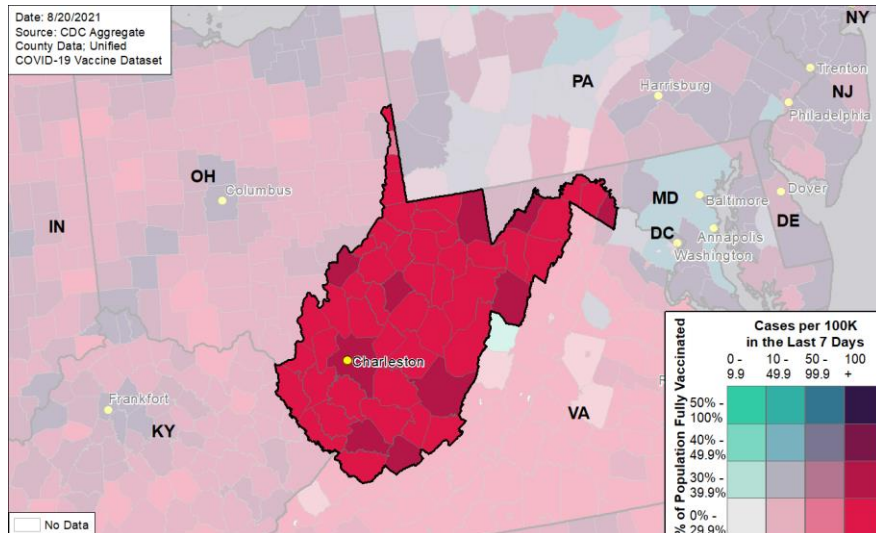 Date: 8/20/2021
Source: CDC Aggregate
County Data; Unified
COVID-19 Vaccine Dataset
NY
PA
Trenton
Harrisburg
NJ
Philadelphia
OH
Columbus
MD
Dover
IN
Baltimore
DE
DC
Annapolis
Washington
Charleston
Frankfort
KY
VA
No Data
Cases per 100K
in the Last 7 Days
0 -
9.9
10 -
49.9
50 -
99.9
100
+
% of Population Fully Vaccinated
50% -
100%
40% -
49.9%
30% -
39.9%
0% -
29.9%